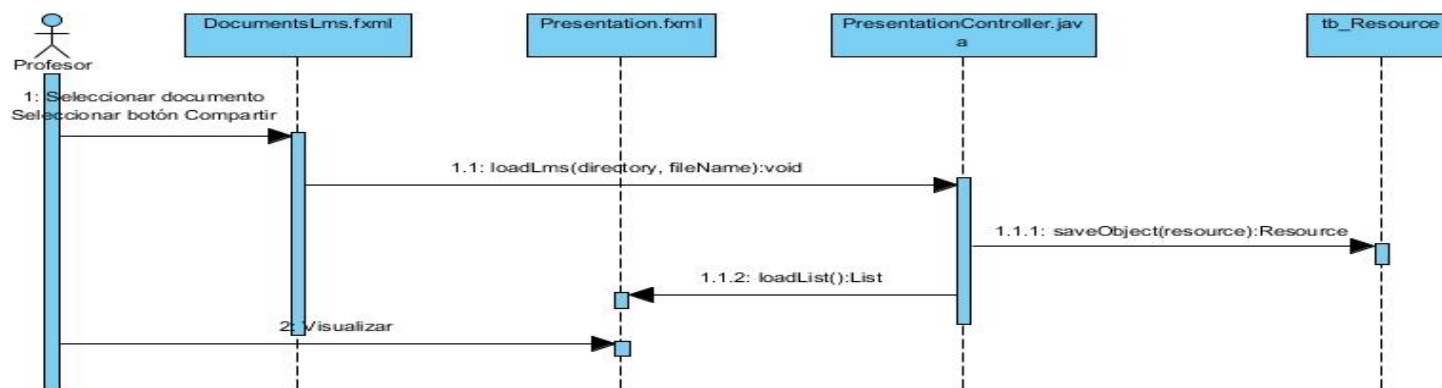 DocumentsLms.fxml
Presentation.fxml
PresentationController.jav
a
tb_Resource
Profesor
1: Seleccionar documento
Seleccionar botón Compartir
1.1: loadLms(directory, fileName):void
1.1.1: saveObject(resource):Resource
1.1.2: loadList():List
2: Visualizar